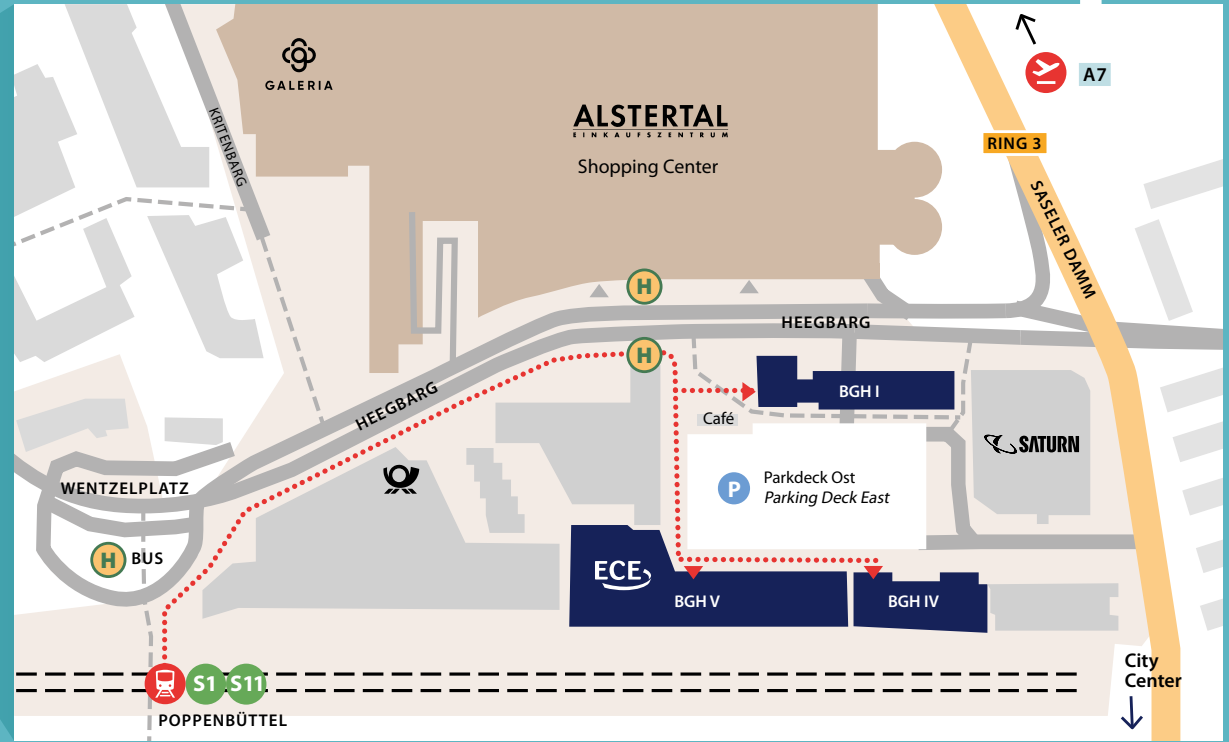 GALERIA
ALSTERTAL
EINKAUFSZENTRUM
Shopping Center
A7
RING 3
SASELER DAMM
KRITENBARG
H
HEEGBARG
H
HEEGBARG
BGH I
Café
SATURN
P
Parkdeck Ost
Parking Deck East
WENTZELPLATZ
H BUS
ECE
BGH V
BGH IV
S1 S11
POPPENBÜTTEL
City
Center